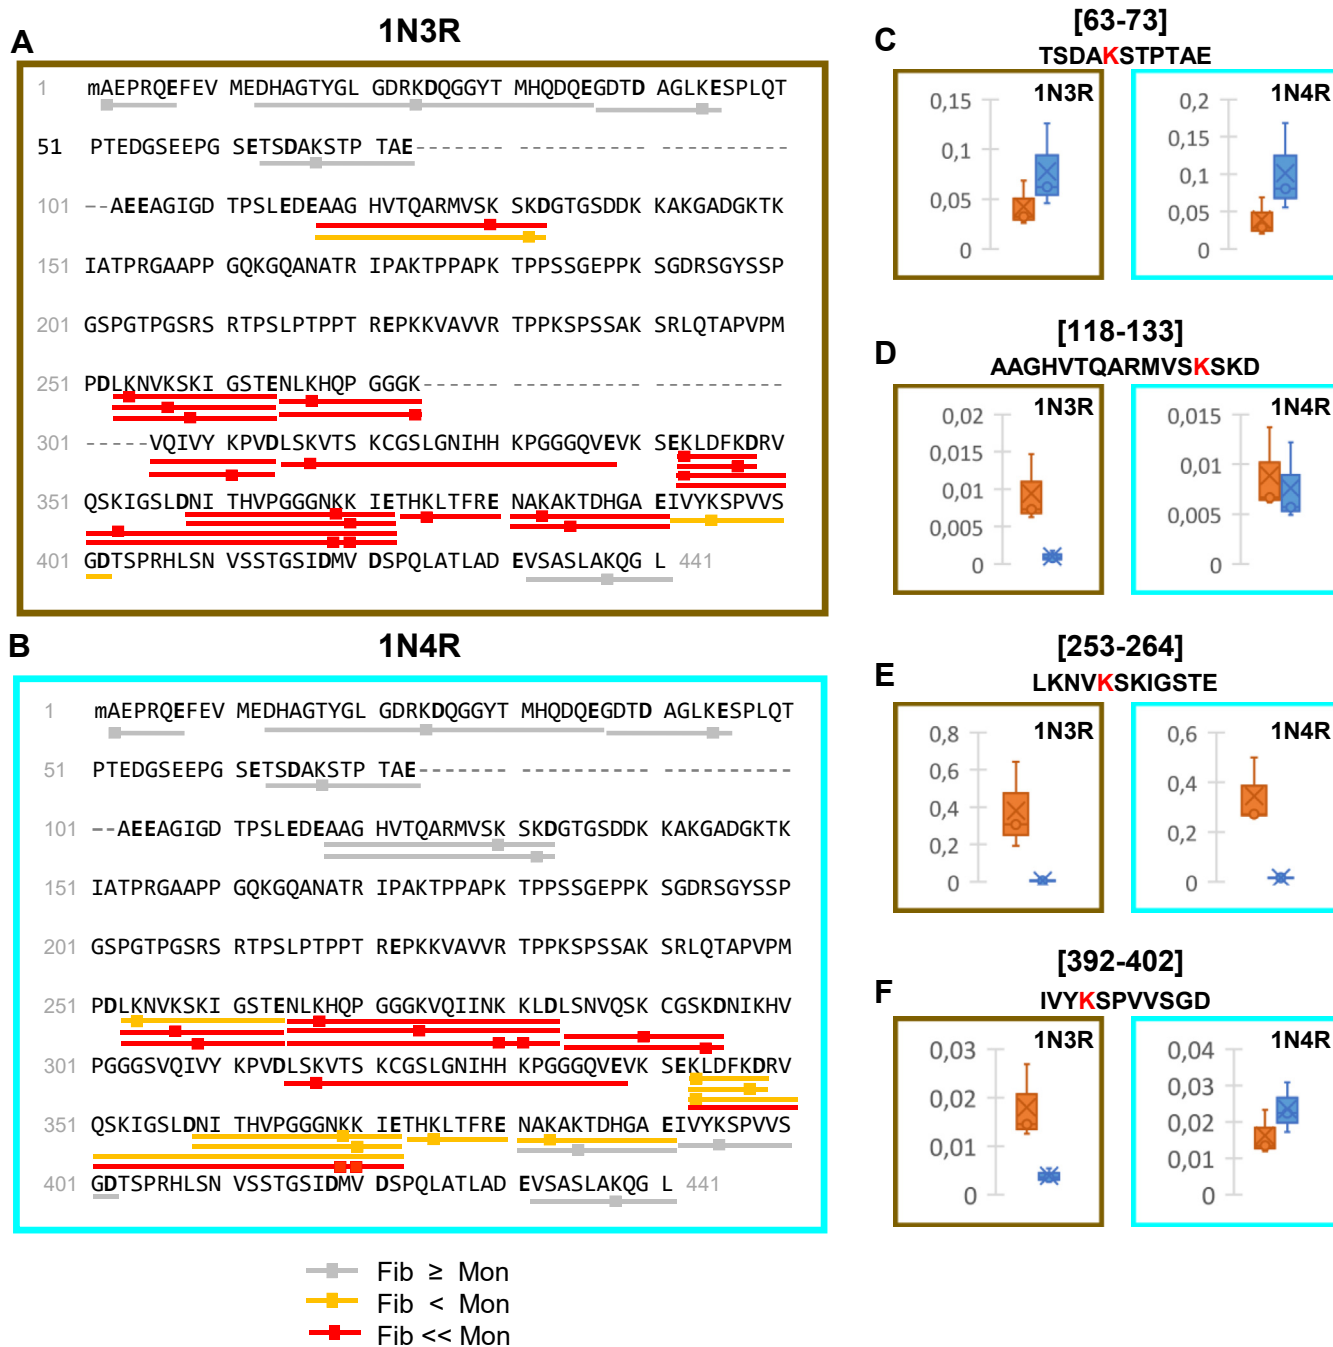 A
1N3R
1 mAEPRQEFEV MEDHAGTYGL GDRKDQGGYT MHQDQEGDTD AGLKESPLQT
51 PTEDGSEEPG SETSDAKSTP TAE------- ---------- ----------
101 --AEEAGIGD TPSLEDEAAG HVTQARMVSK SKDGTGSDDK KAKGADGKTK
151 IATPRGAAPP GQKGQANATR IPAKTPPAPK TPPSSGEPPK SGDRSGYSSP
201 GSPGTPGSRS RTPSLPTPPT REPKKVAVVR TPPKSPSSAK SRLQTAPVPM
251 PDLKNVKSKI GSTENLKHQP GGGK------ ---------- ----------
301 -----VQIVY KPVDLSKVTS KCGSLGNIHH KPGGGQVEVK SEKLDFKDRV
351 QSKIGSLDNI THVPGGGNKK IETHKLTFRE NAKAKTDHGA EIVYKSPVVS
401 GDTSPRHLSN VSSTGSIDMV DSPQLATLAD EVSASLAKQG L 441
B
1N4R
1 mAEPRQEFEV MEDHAGTYGL GDRKDQGGYT MHQDQEGDTD AGLKESPLQT
51 PTEDGSEEPG SETSDAKSTP TAE------- ---------- ----------
101 --AEEAGIGD TPSLEDEAAG HVTQARMVSK SKDGTGSDDK KAKGADGKTK
151 IATPRGAAPP GQKGQANATR IPAKTPPAPK TPPSSGEPPK SGDRSGYSSP
201 GSPGTPGSRS RTPSLPTPPT REPKKVAVVR TPPKSPSSAK SRLQTAPVPM
251 PDLKNVKSKI GSTENLKHQP GGGKVQIINK KLDLSNVQSK CGSKDNIKHV
301 PGGGSVQIVY KPVDLSKVTS KCGSLGNIHH KPGGGQVEVK SEKLDFKDRV
351 QSKIGSLDNI THVPGGGNKK IETHKLTFRE NAKAKTDHGA EIVYKSPVVS
401 GDTSPRHLSN VSSTGSIDMV DSPQLATLAD EVSASLAKQG L 441
Fib ≥ Mon
Fib < Mon
Fib << Mon
C
[63-73]
TSDAKSTPTAE
1N3R
0,15
0,1
0,05
0
1N4R
0,2
0,15
0,1
0,05
0
D
[118-133]
AAGHVTQARMVSKSKD
1N3R
0,02
0,015
0,01
0,005
0
1N4R
0,015
0,01
0,005
0
E
[253-264]
LKNVKSKIGSTE
1N3R
0,8
0,6
0,4
0,2
0
1N4R
0,6
0,4
0,2
0
F
[392-402]
IVYKSPVVSGD
1N3R
0,03
0,02
0,01
0
1N4R
0,04
0,03
0,02
0,01
0